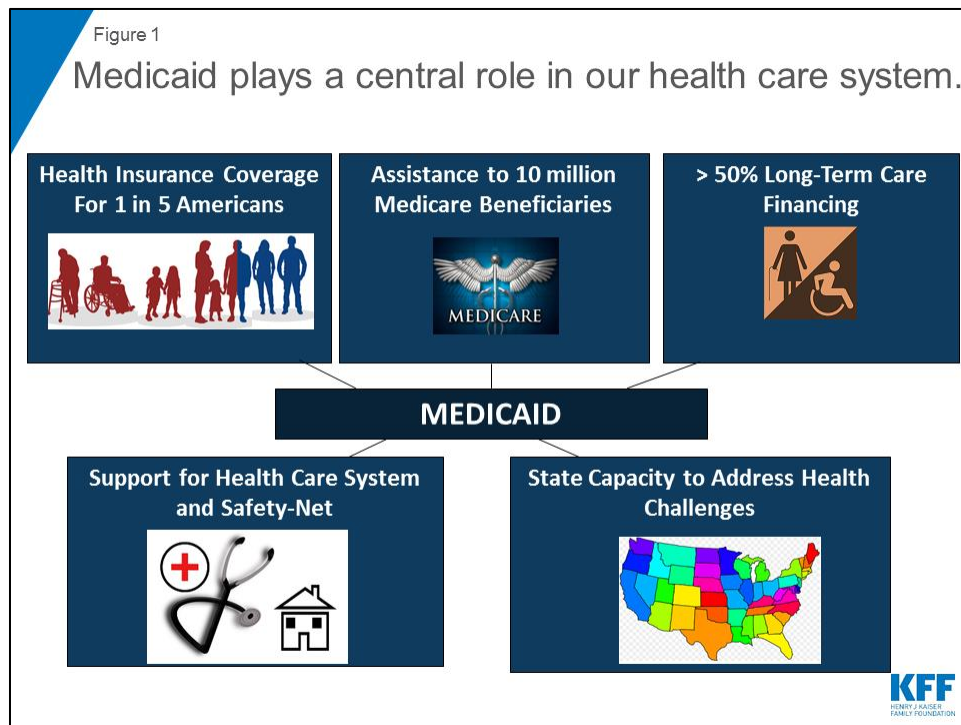 Figure 1
Medicaid plays a central role in our health care system.
Health Insurance Coverage
For 1 in 5 Americans
Assistance to 10 million
Medicare Beneficiaries
MEDICARE
> 50% Long-Term Care
Financing
MEDICAID
Support for Health Care System
and Safety-Net
State Capacity to Address Health
Challenges
KFF
HENRY J KAISER
FAMILY FOUNDATION